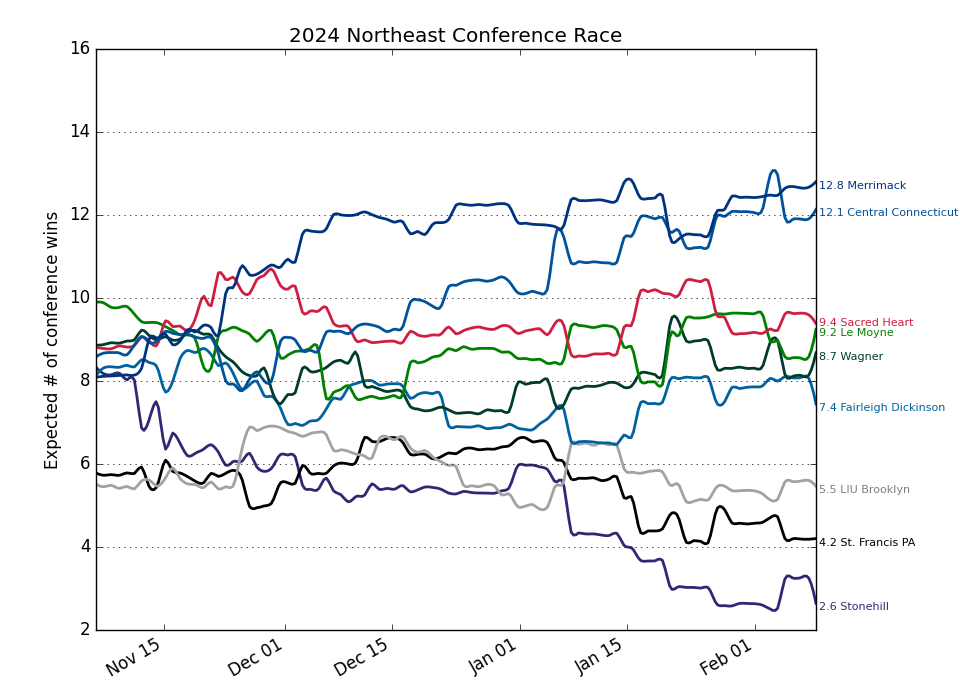 2024 Northeast Conference Race
Expected # of conference wins
16
14
12
10
8
6
4
2
12.8 Merrimack
12.1 Central Connecticut
9.4 Sacred Heart
9.2 Le Moyne
8.7 Wagner
7.4 Fairleigh Dickinson
5.5 LIU Brooklyn
4.2 St. Francis PA
2.6 Stonehill
Nov 15
Dec 01
Dec 15
Jan 01
Jan 15
Feb 01